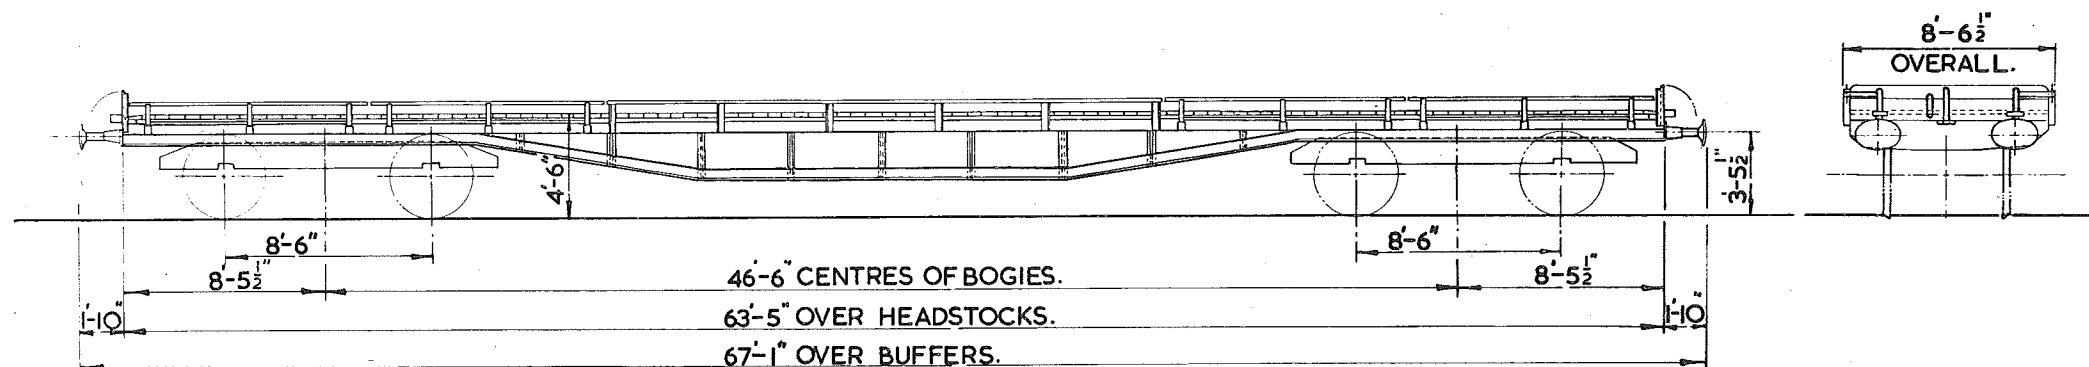 8'-6½"
OVERALL.
4'-6"
3'-5½"
8'-6"
8'-6"
8'-5½"
46'-6" CENTRES OF BOGIES.
8'-5½"
1'-10"
63'-5" OVER HEADSTOCKS.
1'-10"
67'-1" OVER BUFFERS.